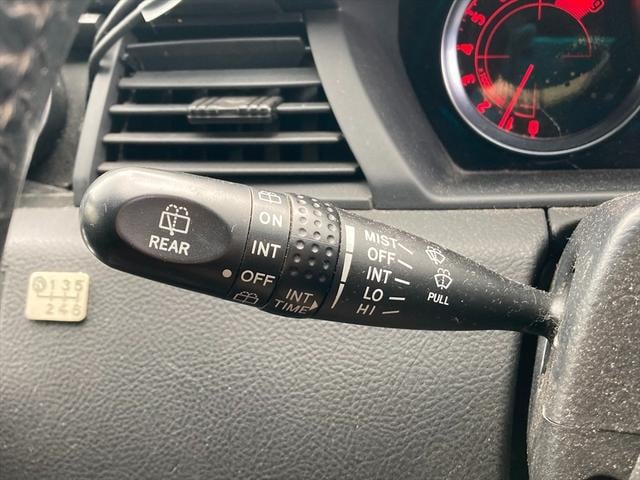 REAR
ON
INT
OFF
INT
TIME
MIST
OFF
INT
LO
HI
PULL
1 3 5
2 4 6